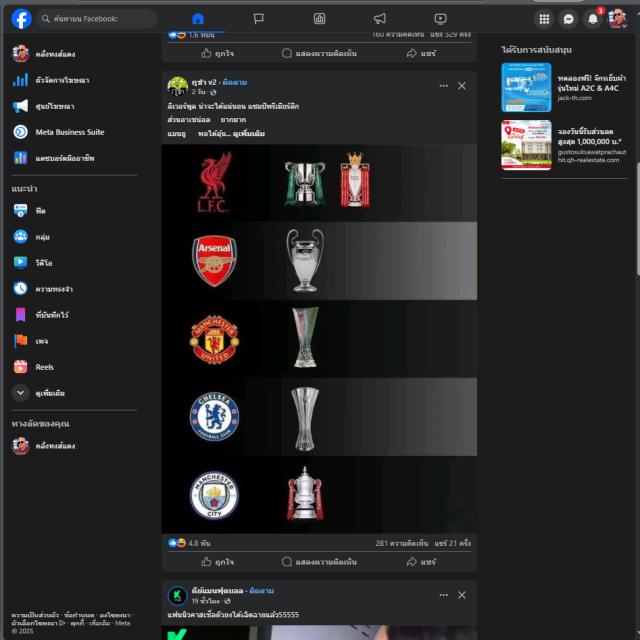 ค้นหาบน Facebook:
3
คลั่งหงส์แดง
ตัวจัดการโฆษณา
ศูนย์โฆษณา
Meta Business Suite
แดชบอร์ดมืออาชีพ
แนะนำ
ฟีด
กลุ่ม
วิดีโอ
ความทรงจำ
ที่บันทึกไว้
เพจ
Reels
ดูเพิ่มเติม
ทางลัดของคุณ
คลั่งหงส์แดง
ความเป็นส่วนตัว · ข้อกำหนด · ลงโฆษณา ·
ตัวเลือกโฆษณา · คุกกี้ · เพิ่มเติม · Meta
© 2025
1.6 หมื่น
160 ความคิดเห็น แชร์ 329 ครั้ง
ถูกใจ
แสดงความคิดเห็น
แชร์
กูช้ำ v2 · ติดตาม
2 วัน ·
ลิเวอร์พูล น่าจะได้แน่นอน แชมป์พรีเมียร์ลีก
ส่วนอาเซน่อล ยากมาก
แมนยู พอได้ลุ้น... ดูเพิ่มเติม
L.F.C.
Arsenal
MANCHESTER
UNITED
CHELSEA
FOOTBALL CLUB
MANCHESTER
CITY
4.8 พัน
281 ความคิดเห็น แชร์ 21 ครั้ง
ถูกใจ
แสดงความคิดเห็น
แชร์
คีย์แมนฟุตบอล · ติดตาม
19 ชั่วโมง ·
แฟนนิวคาสเซิ่ลตัวยงได้เฉิดฉายแล้ว55555
ได้รับการสนับสนุน
ทดลองฟรี! จักรเย็บผ้า
รุ่นใหม่ A2C & A4C
jack-th.com
จองวันนี้รับส่วนลด
สูงสุด 1,000,000 บ.*
gustosuksawatprachaut
hit.qh-realestate.com